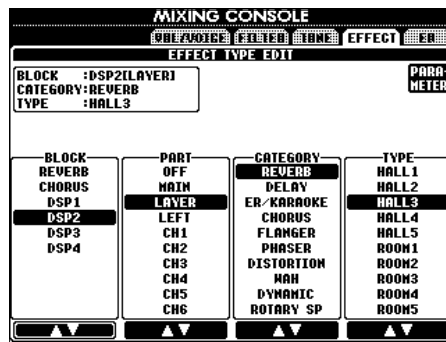 MIXING CONSOLE
VOL/VOICE FILTER TUNE EFFECT EQ
EFFECT TYPE EDIT
BLOCK :DSP2[LAYER]
CATEGORY:REVERB
TYPE :HALL3
PARA-
METER
BLOCK
REVERB
CHORUS
DSP1
DSP2
DSP3
DSP4
PART
OFF
MAIN
LAYER
LEFT
CH1
CH2
CH3
CH4
CH5
CH6
CATEGORY
REVERB
DELAY
ER/KARAOKE
CHORUS
FLANGER
PHASER
DISTORTION
WAH
DYNAMIC
ROTARY SP
TYPE
HALL1
HALL2
HALL3
HALL4
HALL5
ROOM1
ROOM2
ROOM3
ROOM4
ROOM5